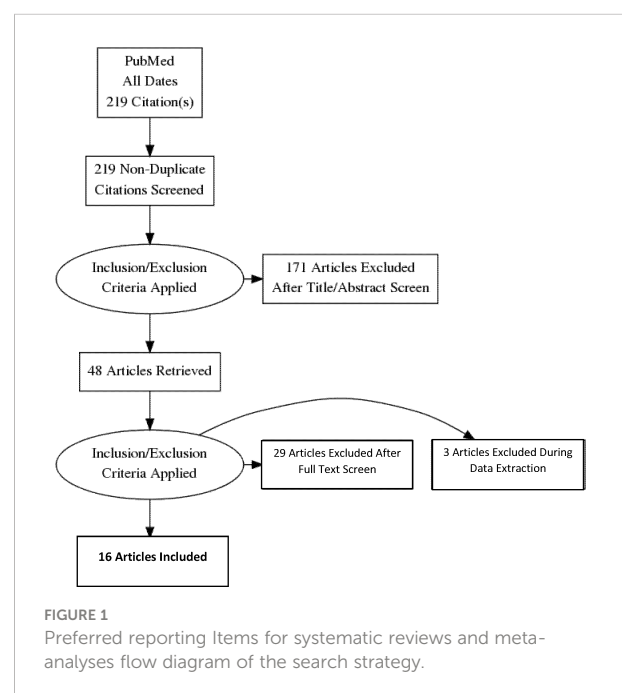 PubMed
All Dates
219 Citation(s)
219 Non-Duplicate
Citations Screened
Inclusion/Exclusion
Criteria Applied
171 Articles Excluded
After Title/Abstract Screen
48 Articles Retrieved
Inclusion/Exclusion
Criteria Applied
29 Articles Excluded After
Full Text Screen
3 Articles Excluded During
Data Extraction
16 Articles Included
FIGURE 1
Preferred reporting Items for systematic reviews and meta-
analyses flow diagram of the search strategy.